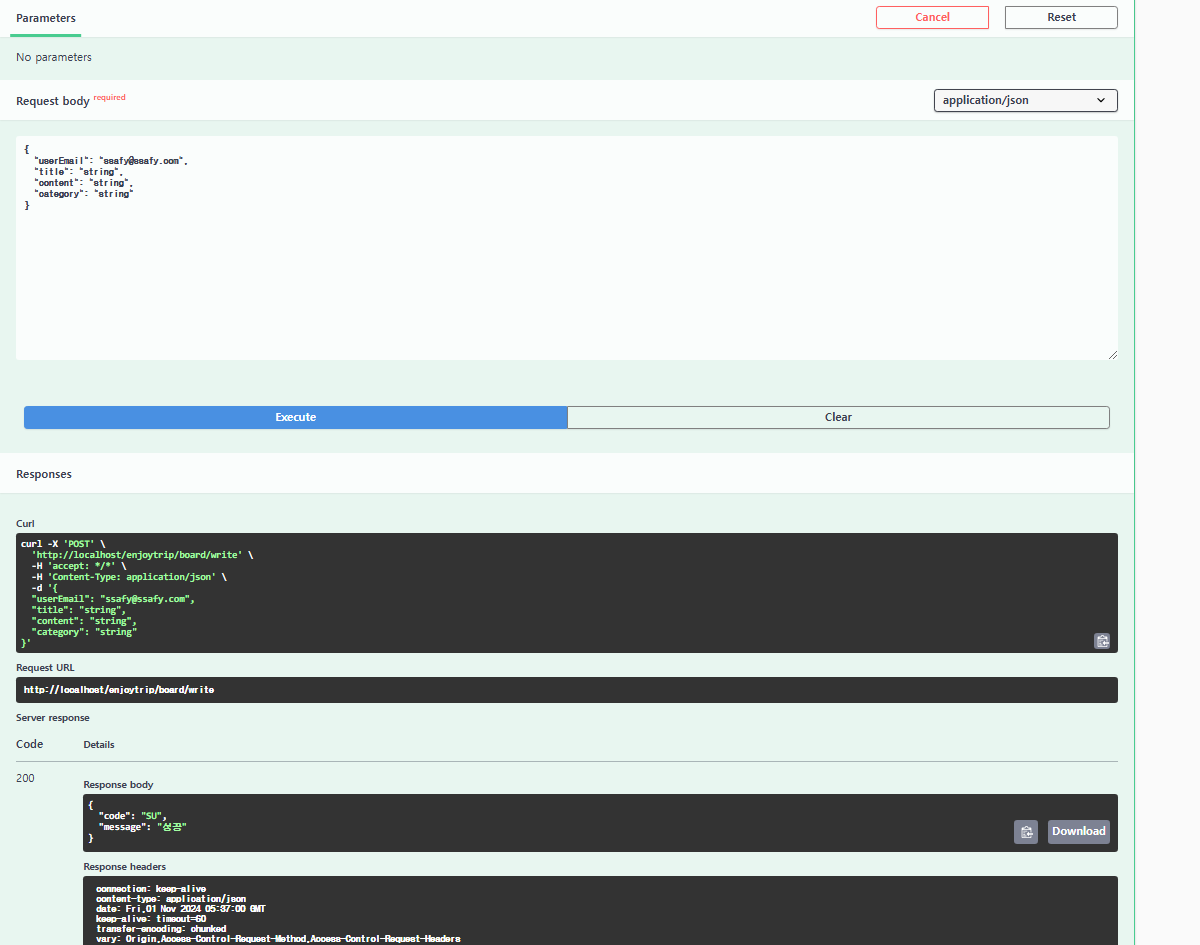 Parameters
Cancel
Reset
No parameters
Request body required
application/json
{
"userEmail": "ssafy@ssafy.com",
"title": "string",
"content": "string",
"category": "string"
}
Execute
Clear
Responses
Curl
curl -X 'POST' \
'http://localhost/enjoytrip/board/write' \
-H 'accept: */*' \
-H 'Content-Type: application/json' \
-d '{
"userEmail": "ssafy@ssafy.com",
"title": "string",
"content": "string",
"category": "string"
}'
Request URL
http://localhost/enjoytrip/board/write
Server response
Code
Details
200
Response body
{
"code": "SU",
"message": "성공"
}
Download
Response headers
connection: keep-alive
content-type: application/json
date: Fri,01 Nov 2024 05:37:00 GMT
keep-alive: timeout=60
transfer-encoding: chunked
vary: Origin,Access-Control-Request-Method,Access-Control-Request-Headers